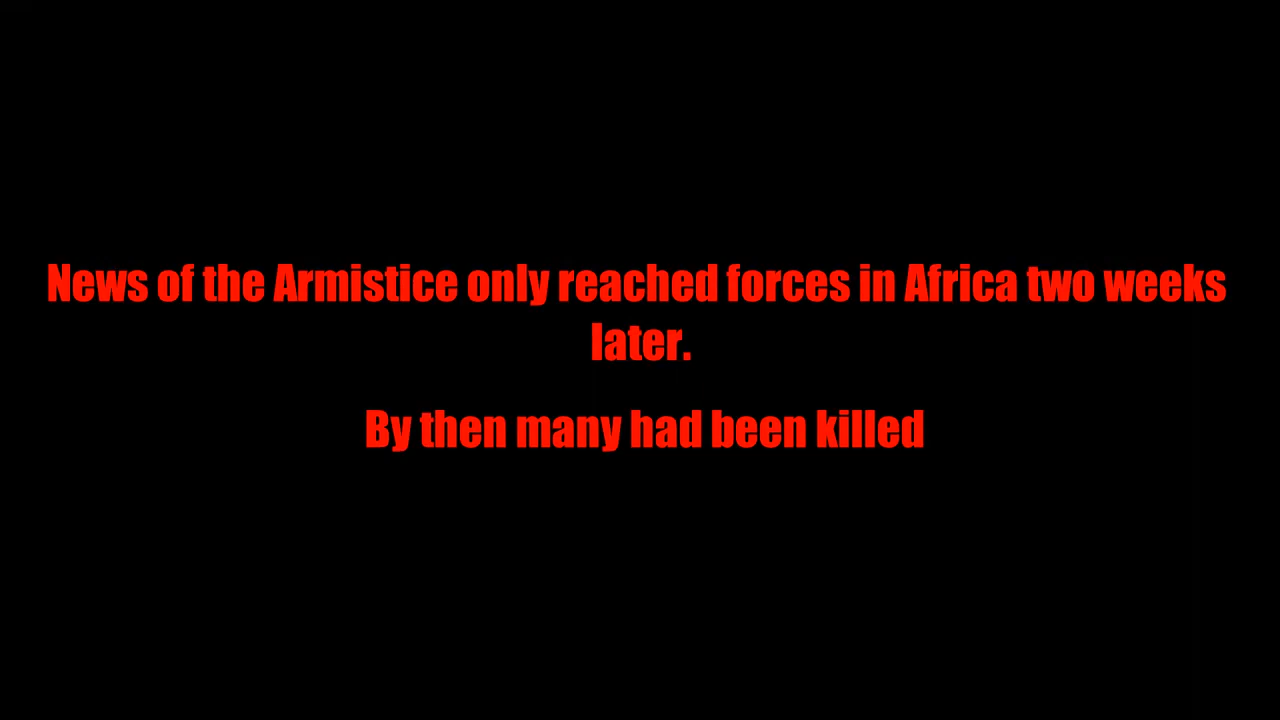 News of the Armistice only reached forces in Africa two weeks
later.
By then many had been killed